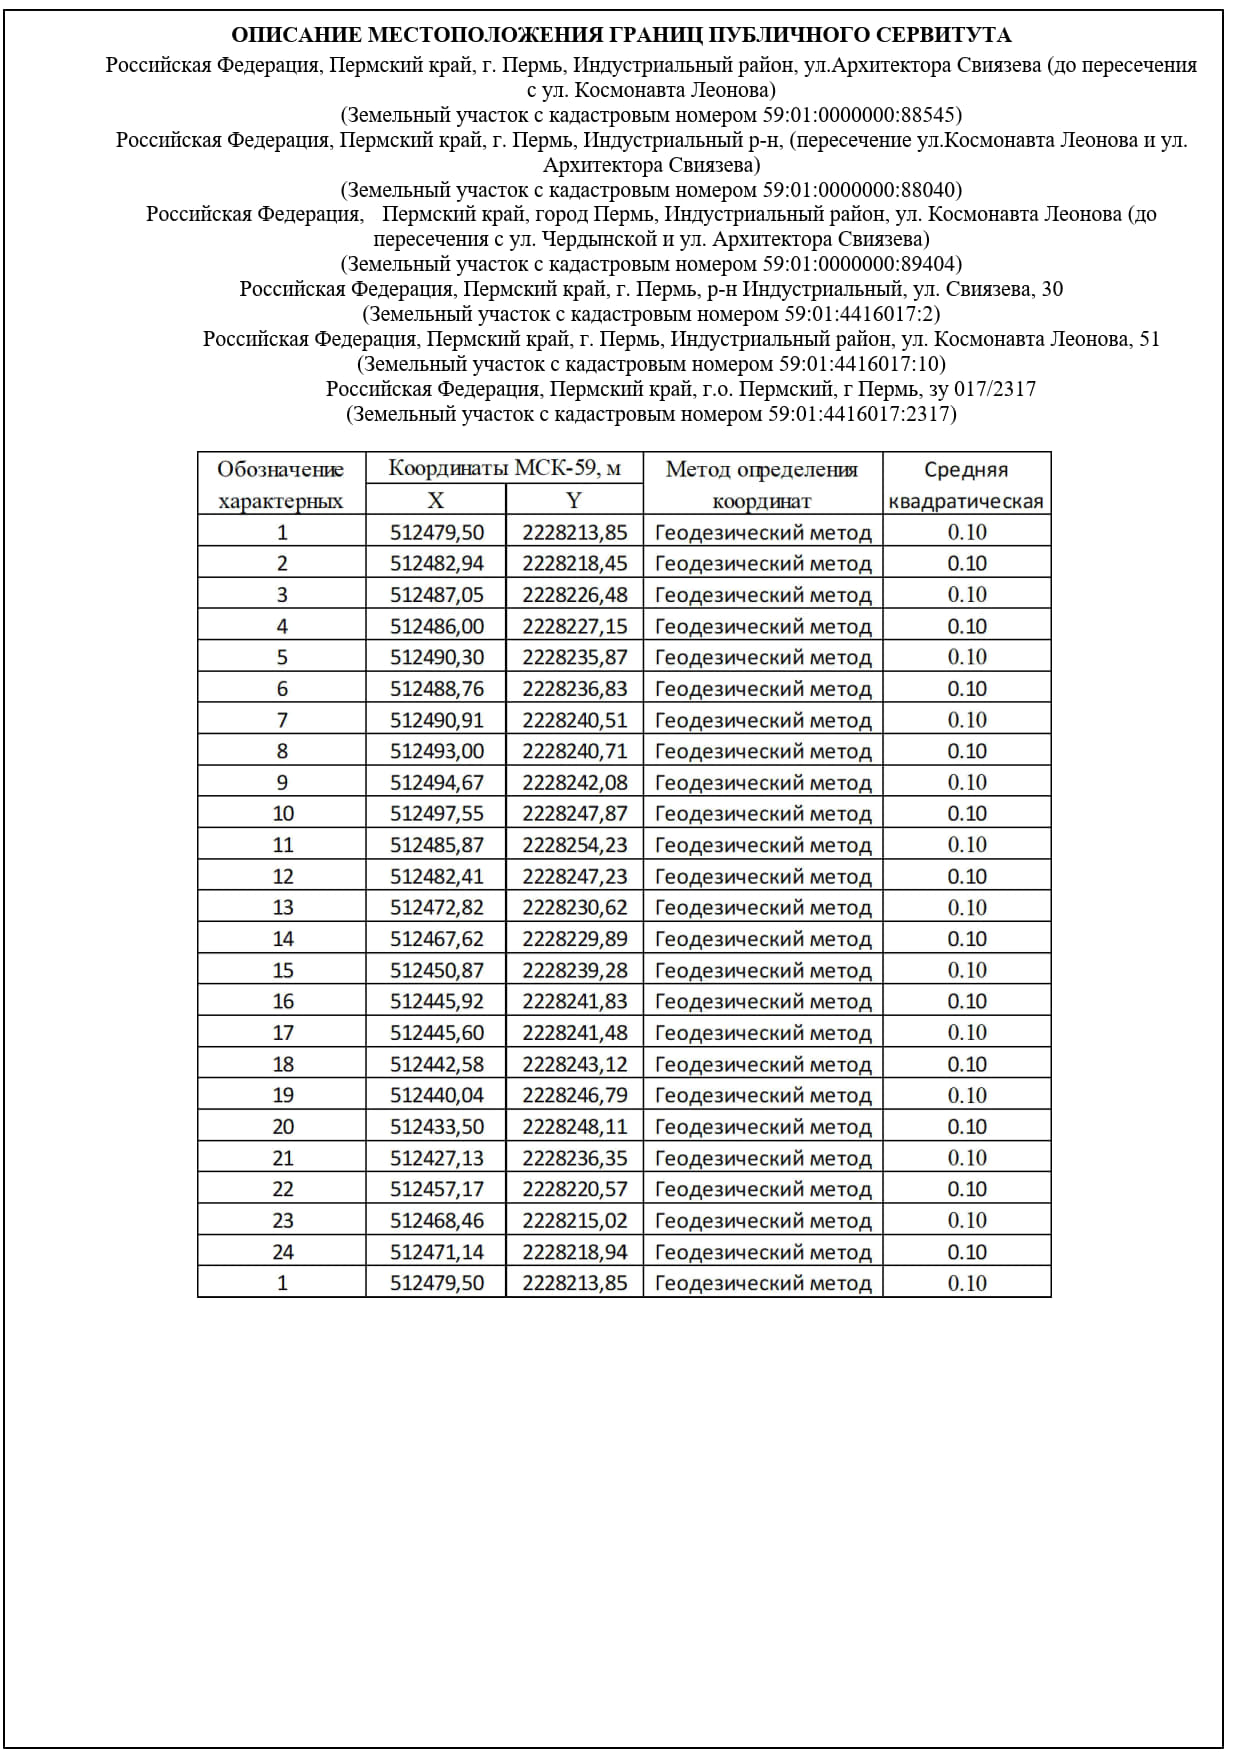 ОПИСАНИЕ МЕСТОПОЛОЖЕНИЯ ГРАНИЦ ПУБЛИЧНОГО СЕРВИТУТА
Российская Федерация, Пермский край, г. Пермь, Индустриальный район, ул.Архитектора Свиязева (до пересечения
с ул. Космонавта Леонова)
(Земельный участок с кадастровым номером 59:01:0000000:88545)
Российская Федерация, Пермский край, г. Пермь, Индустриальный р-н, (пересечение ул.Космонавта Леонова и ул.
Архитектора Свиязева)
(Земельный участок с кадастровым номером 59:01:0000000:88040)
Российская Федерация, Пермский край, город Пермь, Индустриальный район, ул. Космонавта Леонова (до
пересечения с ул. Чердынской и ул. Архитектора Свиязева)
(Земельный участок с кадастровым номером 59:01:0000000:89404)
Российская Федерация, Пермский край, г. Пермь, р-н Индустриальный, ул. Свиязева, 30
(Земельный участок с кадастровым номером 59:01:4416017:2)
Российская Федерация, Пермский край, г. Пермь, Индустриальный район, ул. Космонавта Леонова, 51
(Земельный участок с кадастровым номером 59:01:4416017:10)
Российская Федерация, Пермский край, г.о. Пермский, г Пермь, зу 017/2317
(Земельный участок с кадастровым номером 59:01:4416017:2317)
Обозначение Координаты МСК-59, м Метод определения Средняя
характерных X Y координат квадратическая
1 512479,50 2228213,85 Геодезический метод 0.10
2 512482,94 2228218,45 Геодезический метод 0.10
3 512487,05 2228226,48 Геодезический метод 0.10
4 512486,00 2228227,15 Геодезический метод 0.10
5 512490,30 2228235,87 Геодезический метод 0.10
6 512488,76 2228236,83 Геодезический метод 0.10
7 512490,91 2228240,51 Геодезический метод 0.10
8 512493,00 2228240,71 Геодезический метод 0.10
9 512494,67 2228242,08 Геодезический метод 0.10
10 512497,55 2228247,87 Геодезический метод 0.10
11 512485,87 2228254,23 Геодезический метод 0.10
12 512482,41 2228247,23 Геодезический метод 0.10
13 512472,82 2228230,62 Геодезический метод 0.10
14 512467,62 2228229,89 Геодезический метод 0.10
15 512450,87 2228239,28 Геодезический метод 0.10
16 512445,92 2228241,83 Геодезический метод 0.10
17 512445,60 2228241,48 Геодезический метод 0.10
18 512442,58 2228243,12 Геодезический метод 0.10
19 512440,04 2228246,79 Геодезический метод 0.10
20 512433,50 2228248,11 Геодезический метод 0.10
21 512427,13 2228236,35 Геодезический метод 0.10
22 512457,17 2228220,57 Геодезический метод 0.10
23 512468,46 2228215,02 Геодезический метод 0.10
24 512471,14 2228218,94 Геодезический метод 0.10
1 512479,50 2228213,85 Геодезический метод 0.10